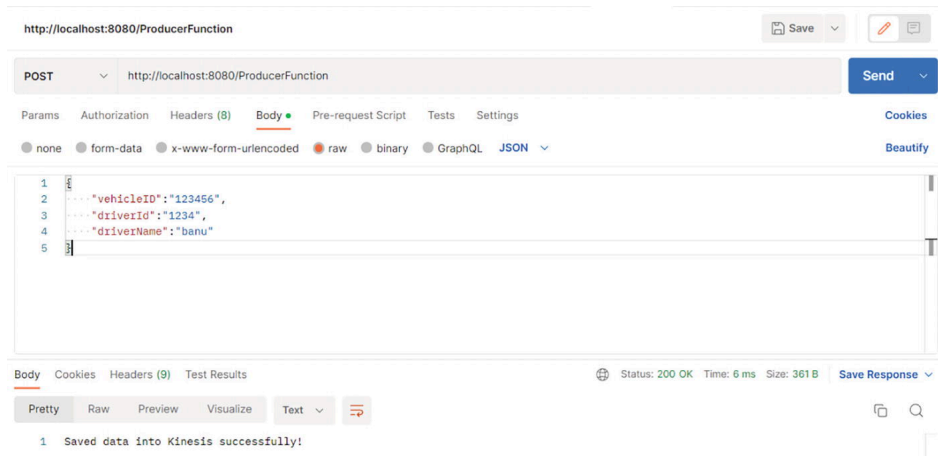 http://localhost:8080/ProducerFunction Save
POST http://localhost:8080/ProducerFunction Send
Params Authorization Headers (8) Body Pre-request Script Tests Settings Cookies
none form-data x-www-form-urlencoded raw binary GraphQL JSON Beautify
1 {
2 "vehicleID":"123456",
3 "driverId":"1234",
4 "driverName":"banu"
5 }
Body Cookies Headers (9) Test Results Status: 200 OK Time: 6 ms Size: 361 B Save Response
Pretty Raw Preview Visualize Text
1 Saved data into Kinesis successfully!